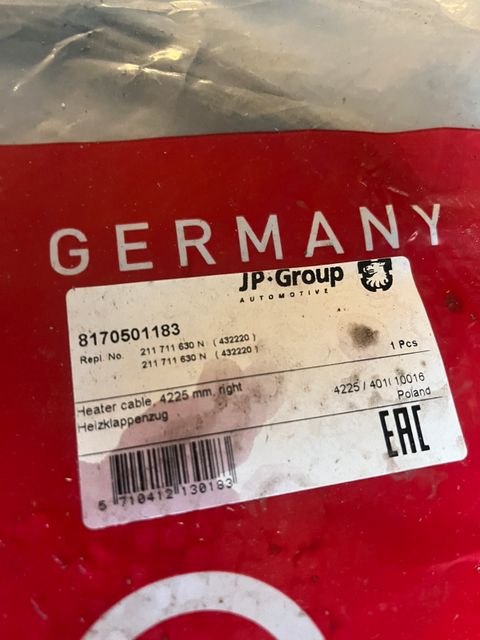 GERMANY
JP·Group
AUTOMOTIVE
8170501183
Repl. No. 211 711 630 N (432220)
211 711 630 N (432220)
1 Pcs
Heater cable, 4225 mm, right
Heizklappenzug
4225 / 401( 10016
Poland
EAC
5 710412 130183